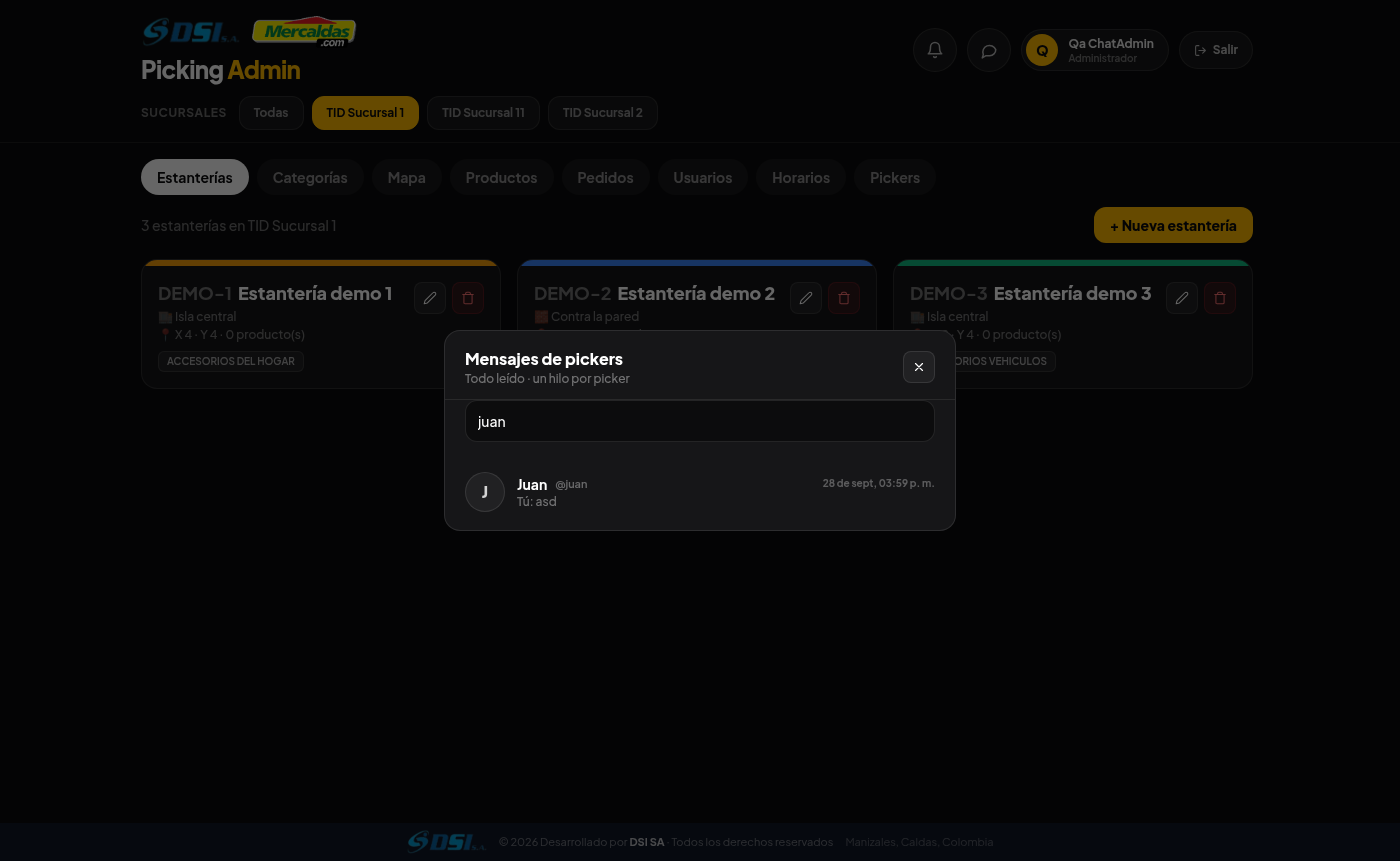 DSI S.A.
Mercaldas
.com
Picking Admin
Qa ChatAdmin
Administrador
Q
Salir
SUCURSALES
Todas
TID Sucursal 1
TID Sucursal 11
TID Sucursal 2
Estanterías
Categorías
Mapa
Productos
Pedidos
Usuarios
Horarios
Pickers
3 estanterías en TID Sucursal 1
+ Nueva estantería
DEMO-1 Estantería demo 1
Isla central
X 4 · Y 4 · 0 producto(s)
ACCESORIOS DEL HOGAR
DEMO-2 Estantería demo 2
Contra la pared
DEMO-3 Estantería demo 3
Isla central
Y 4 · 0 producto(s)
ORIOS VEHICULOS
Mensajes de pickers
Todo leído · un hilo por picker
juan
J
Juan @juan
28 de sept, 03:59 p. m.
Tú: asd
DSI S.A.
© 2026 Desarrollado por DSI SA · Todos los derechos reservados
Manizales, Caldas, Colombia